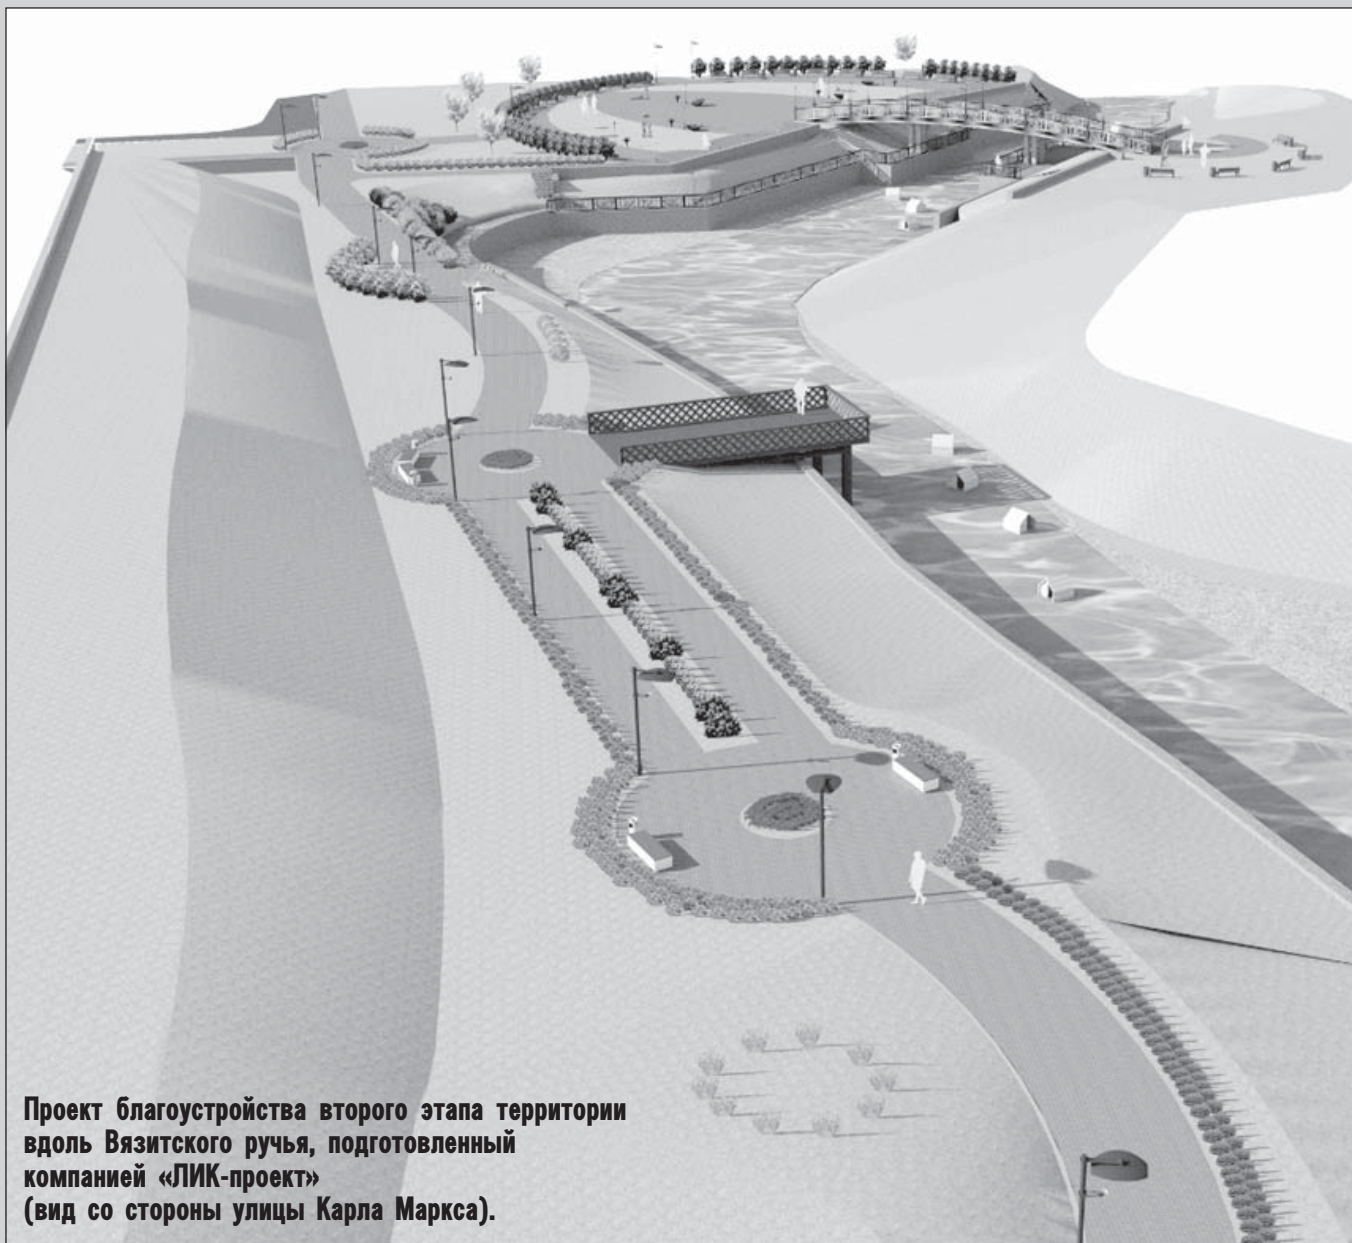 Проект благоустройства второго этапа территории
вдоль Вязитского ручья, подготовленный
компанией «ЛИК-проект»
(вид со стороны улицы Карла Маркса).